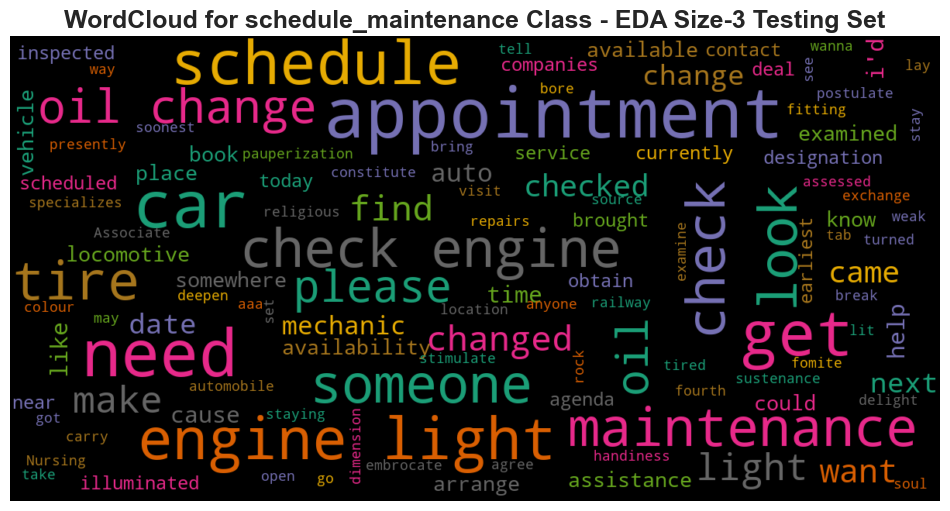 WordCloud for schedule_maintenance Class - EDA Size-3 Testing Set
inspected
schedule
tell
wanna
available
contact
i'd
way
companies
change
deal
see
lay
bore
postulate
oil change
appointment
fitting
vehicle
soonest
examined
stay
presently
bring
book
pauperization
service
currently
designation
place
constitute
auto
scheduled
today
checked
check
look
assessed
exchange
specializes
car
visit
source
religious
find
brought
know
weak
Associate
repairs
examine
earliest
tab
turned
locomotive
check engine
came
tire
somewhere
please
obtain
break
deepen
time
colour
aaa
set
location
anyone
railway
may
date
mechanic
changed
oil
get
help
lit
like
availability
need
stimulate
rock
tired
fomite
automobile
someone
sustenance
next
near
make
fourth
agenda
could
delight
got
cause
staying
maintenance
carry
engine light
dimension
handiness
Nursing
embrocate
agree
light
want
take
illuminated
open
go
arrange
assistance
soul